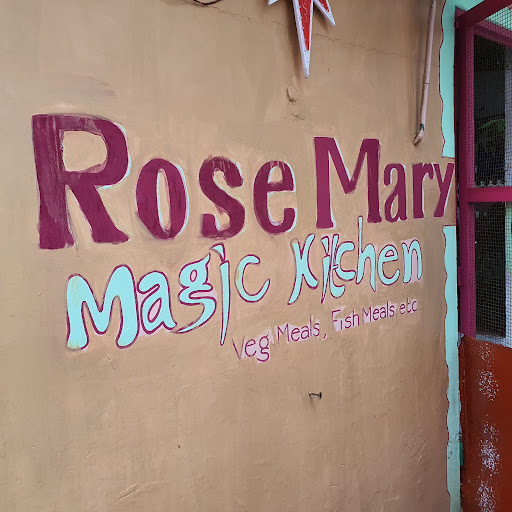 Rose Mary
Magic Kitchen
Veg Meals, Fish Meals etc